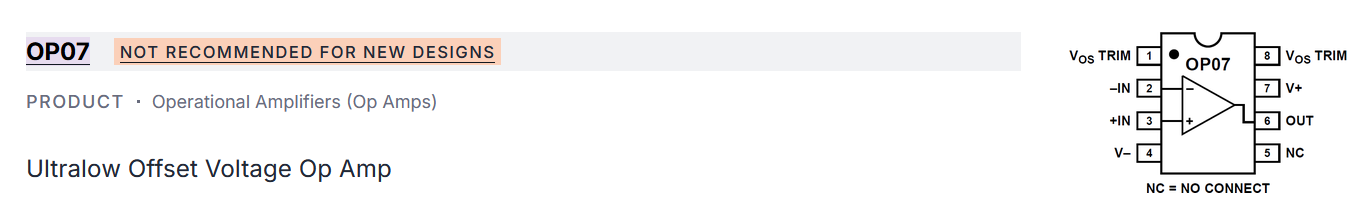 OP07 NOT RECOMMENDED FOR NEW DESIGNS
PRODUCT · Operational Amplifiers (Op Amps)
Ultralow Offset Voltage Op Amp
VOS TRIM 1 OP07 8 VOS TRIM
–IN 2 – 7 V+
+IN 3 + 6 OUT
V– 4 5 NC
NC = NO CONNECT